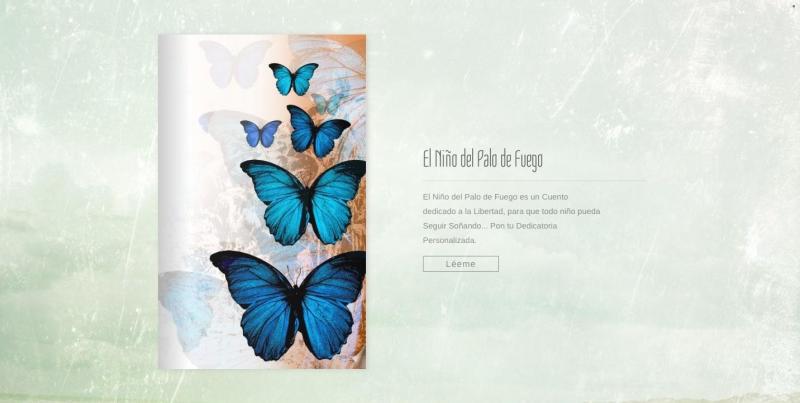 El Niño del Palo de Fuego
El Niño del Palo de Fuego es un Cuento
dedicado a la Libertad, para que todo niño pueda
Seguir Soñando... Pon tu Dedicatoria
Personalizada.
Léeme